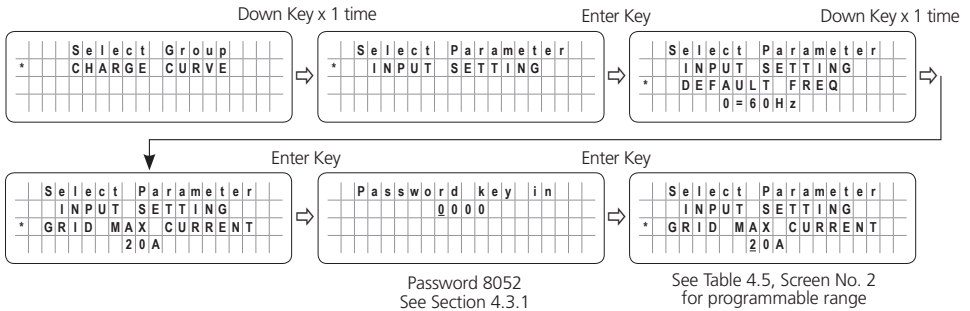 Down Key x 1 time
Select Group
* CHARGE CURVE
Enter Key
Select Parameter
* INPUT SETTING
Down Key x 1 time
Select Parameter
INPUT SETTING
* DEFAULT FREQ
0=60Hz
Enter Key
Select Parameter
INPUT SETTING
* GRID MAX CURRENT
20A
Enter Key
Password key in
0000
Password 8052
See Section 4.3.1
Select Parameter
INPUT SETTING
* GRID MAX CURRENT
20A
See Table 4.5, Screen No. 2
for programmable range